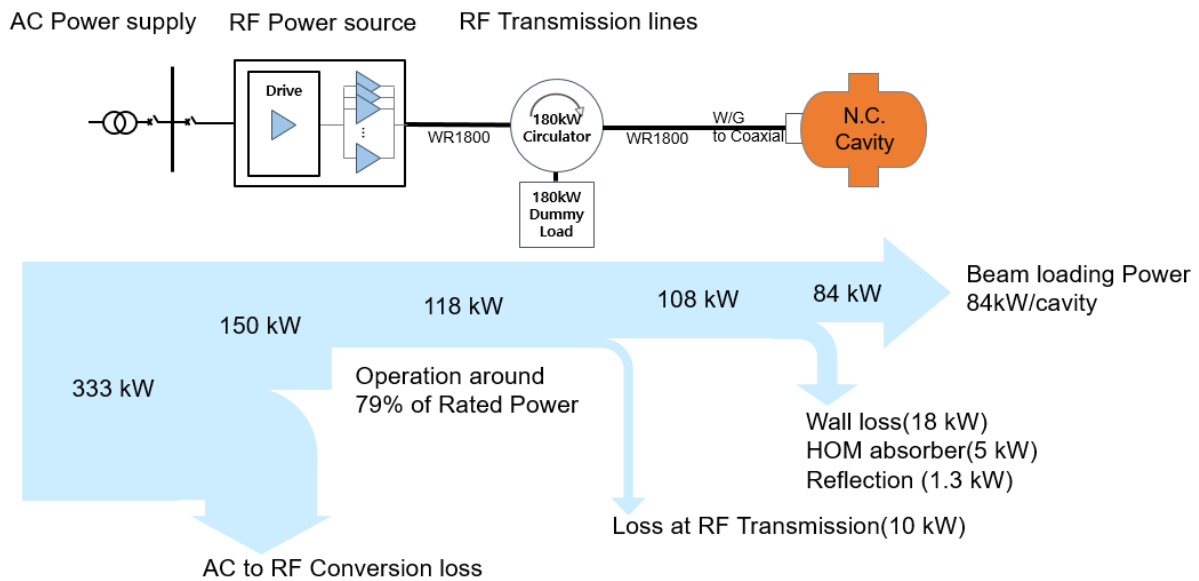 AC Power supply
RF Power source
RF Transmission lines
Drive
...
WR1800
180kW
Circulator
WR1800
W/G
to Coaxial
N.C.
Cavity
180kW
Dummy
Load
333 kW
150 kW
118 kW
108 kW
84 kW
Beam loading Power
84kW/cavity
Operation around
79% of Rated Power
Wall loss(18 kW)
HOM absorber(5 kW)
Reflection (1.3 kW)
Loss at RF Transmission(10 kW)
AC to RF Conversion loss